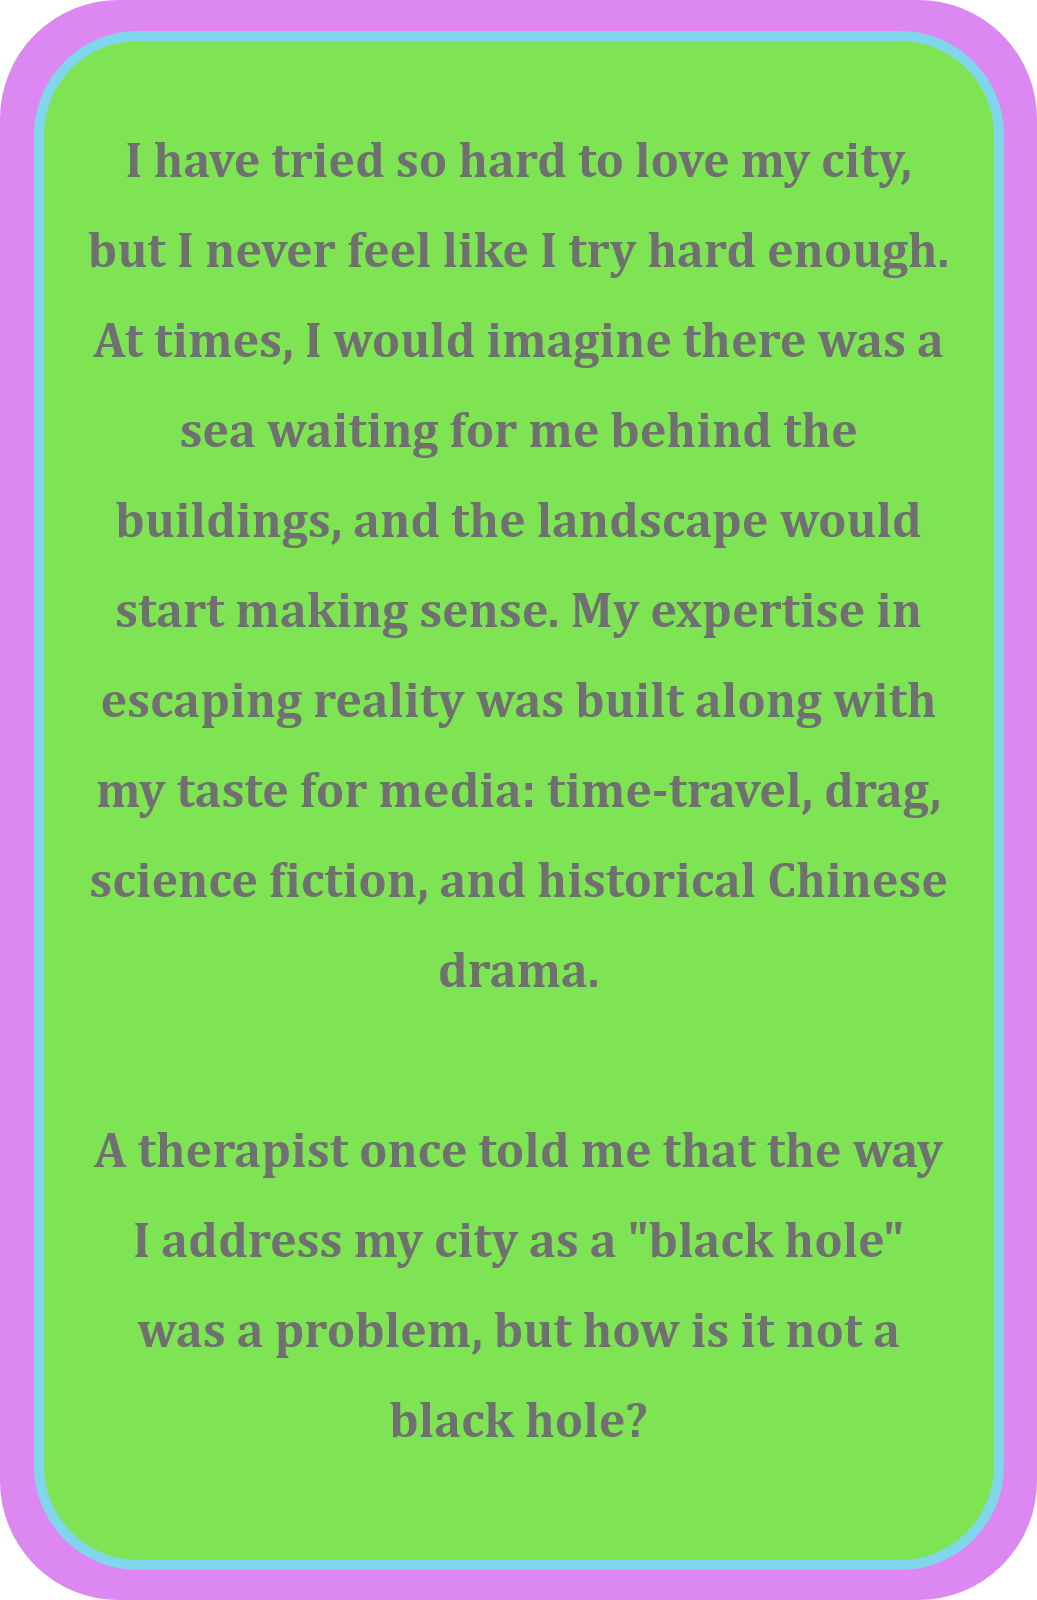 I have tried so hard to love my city,
but I never feel like I try hard enough.
At times, I would imagine there was a
sea waiting for me behind the
buildings, and the landscape would
start making sense. My expertise in
escaping reality was built along with
my taste for media: time-travel, drag,
science fiction, and historical Chinese
drama.
A therapist once told me that the way
I address my city as a "black hole"
was a problem, but how is it not a
black hole?